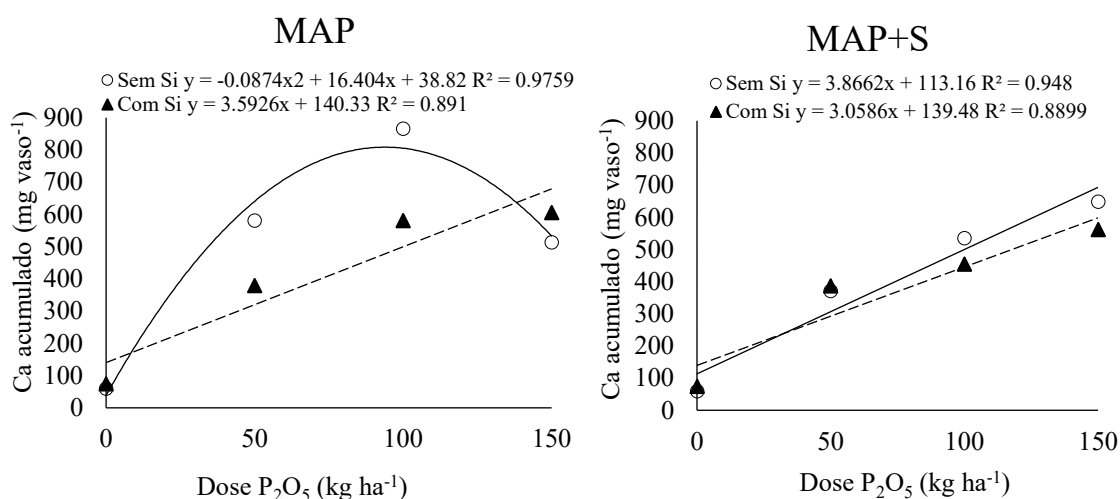 MAP
○ Sem Si y = -0.0874x2 + 16.404x + 38.82 R² = 0.9759
▲ Com Si y = 3.5926x + 140.33 R² = 0.891
Ca acumulado (mg vaso⁻¹)
900
800
700
600
500
400
300
200
100
0
0 50 100 150
Dose P₂O₅ (kg ha⁻¹)
MAP+S
○ Sem Si y = 3.8662x + 113.16 R² = 0.948
▲ Com Si y = 3.0586x + 139.48 R² = 0.8899
Ca acumulado (mg vaso⁻¹)
900
800
700
600
500
400
300
200
100
0
0 50 100 150
Dose P₂O₅ (kg ha⁻¹)